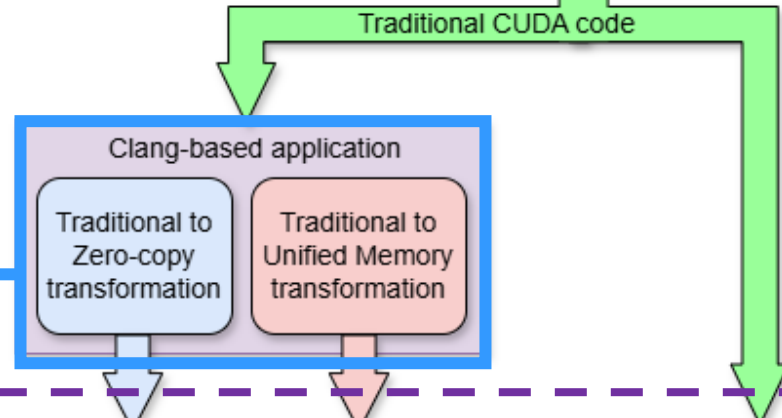 Traditional CUDA code
Clang-based application
Traditional to
Zero-copy
transformation
Traditional to
Unified Memory
transformation